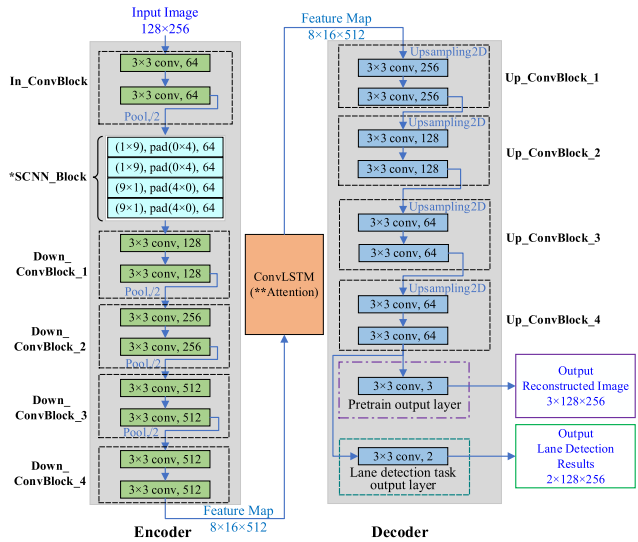 Input Image
128×256
In_ConvBlock
3×3 conv, 64
3×3 conv, 64
Pool,/2
*SCNN_Block
(1×9), pad(0×4), 64
(1×9), pad(0×4), 64
(9×1), pad(4×0), 64
(9×1), pad(4×0), 64
Down_
ConvBlock_1
3×3 conv, 128
3×3 conv, 128
Pool,/2
Down_
ConvBlock_2
3×3 conv, 256
3×3 conv, 256
Pool,/2
Down_
ConvBlock_3
3×3 conv, 512
3×3 conv, 512
Pool,/2
Down_
ConvBlock_4
3×3 conv, 512
3×3 conv, 512
Encoder
Feature Map
8×16×512
ConvLSTM
(**Attention)
Feature Map
8×16×512
Upsampling2D
3×3 conv, 256
3×3 conv, 256
Up_ConvBlock_1
Upsampling2D
3×3 conv, 128
3×3 conv, 128
Up_ConvBlock_2
Upsampling2D
3×3 conv, 64
3×3 conv, 64
Up_ConvBlock_3
Upsampling2D
3×3 conv, 64
3×3 conv, 64
Up_ConvBlock_4
3×3 conv, 3
Pretrain output layer
Output
Reconstructed Image
3×128×256
3×3 conv, 2
Lane detection task
output layer
Output
Lane Detection
Results
2×128×256
Decoder